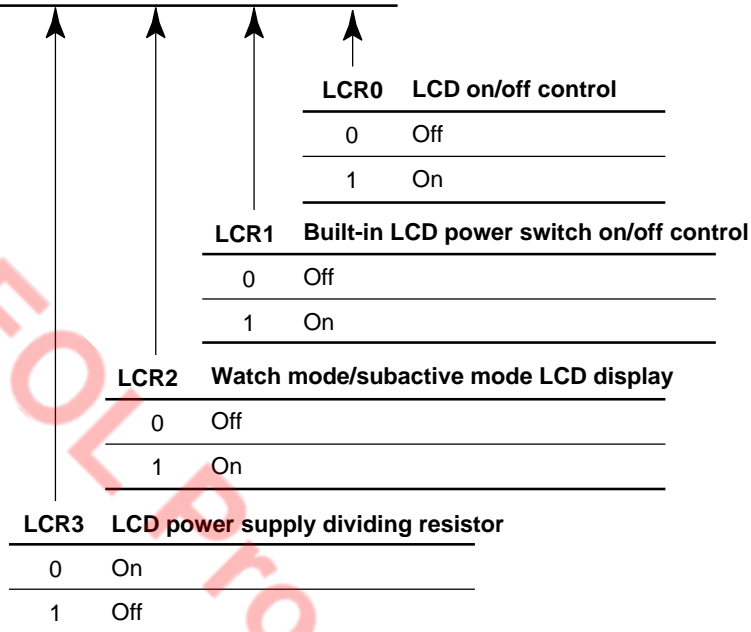 LCR0 LCD on/off control
0 Off
1 On
LCR1 Built-in LCD power switch on/off control
0 Off
1 On
LCR2 Watch mode/subactive mode LCD display
0 Off
1 On
LCR3 LCD power supply dividing resistor
0 On
1 Off
FOL Pro